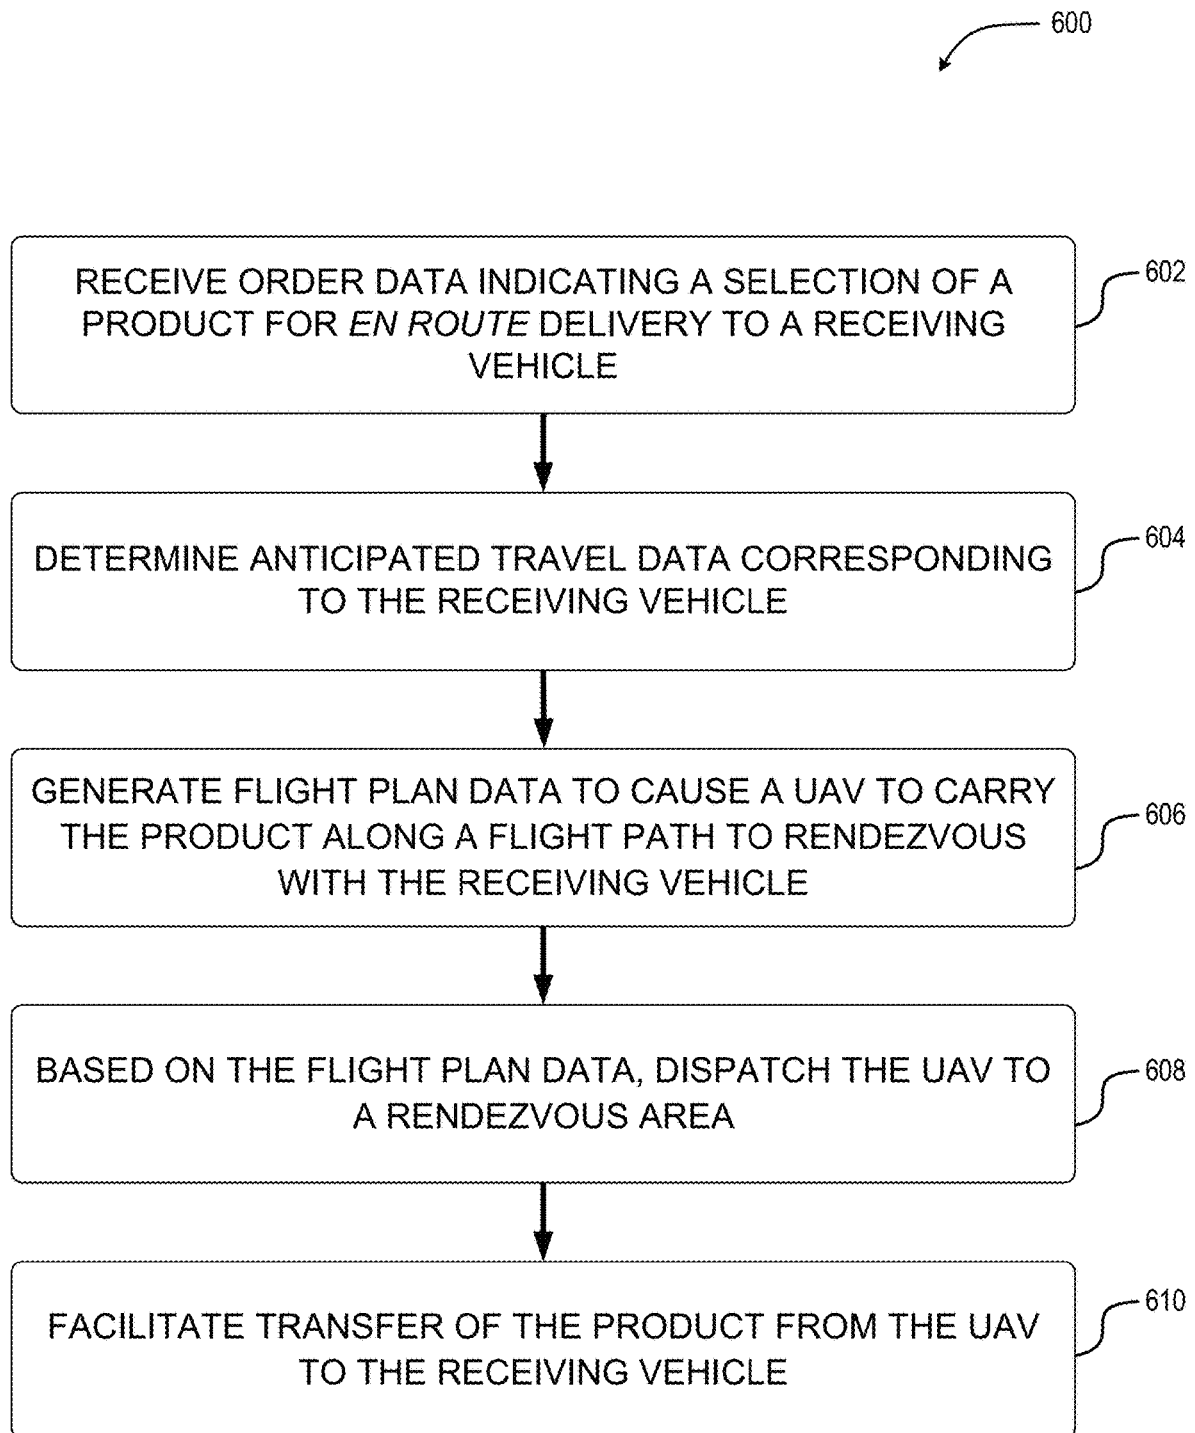 600
RECEIVE ORDER DATA INDICATING A SELECTION OF A
PRODUCT FOR EN ROUTE DELIVERY TO A RECEIVING
VEHICLE
602
DETERMINE ANTICIPATED TRAVEL DATA CORRESPONDING
TO THE RECEIVING VEHICLE
604
GENERATE FLIGHT PLAN DATA TO CAUSE A UAV TO CARRY
THE PRODUCT ALONG A FLIGHT PATH TO RENDEZVOUS
WITH THE RECEIVING VEHICLE
606
BASED ON THE FLIGHT PLAN DATA, DISPATCH THE UAV TO
A RENDEZVOUS AREA
608
FACILITATE TRANSFER OF THE PRODUCT FROM THE UAV
TO THE RECEIVING VEHICLE
610